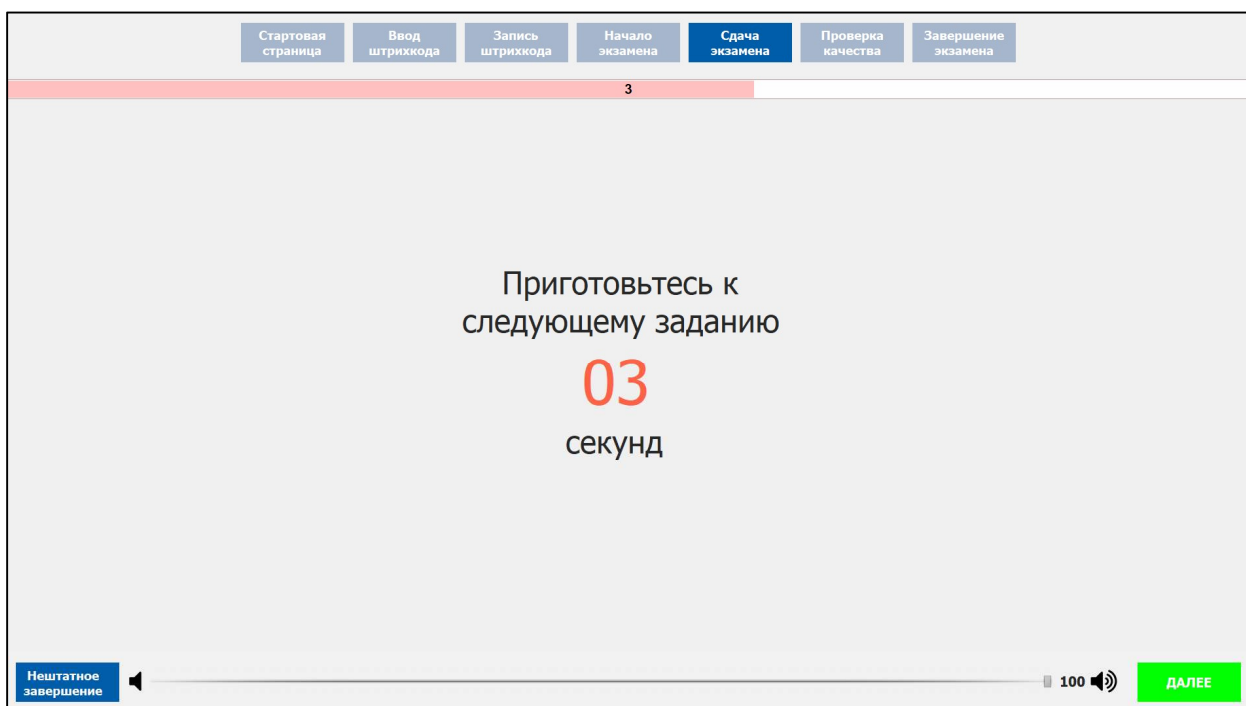 Стартовая страница
Ввод штрихкода
Запись штрихкода
Начало экзамена
Сдача экзамена
Проверка качества
Завершение экзамена
3
Приготовьтесь к
следующему заданию
03
секунд
Нештатное
завершение
100
ДАЛЕЕ